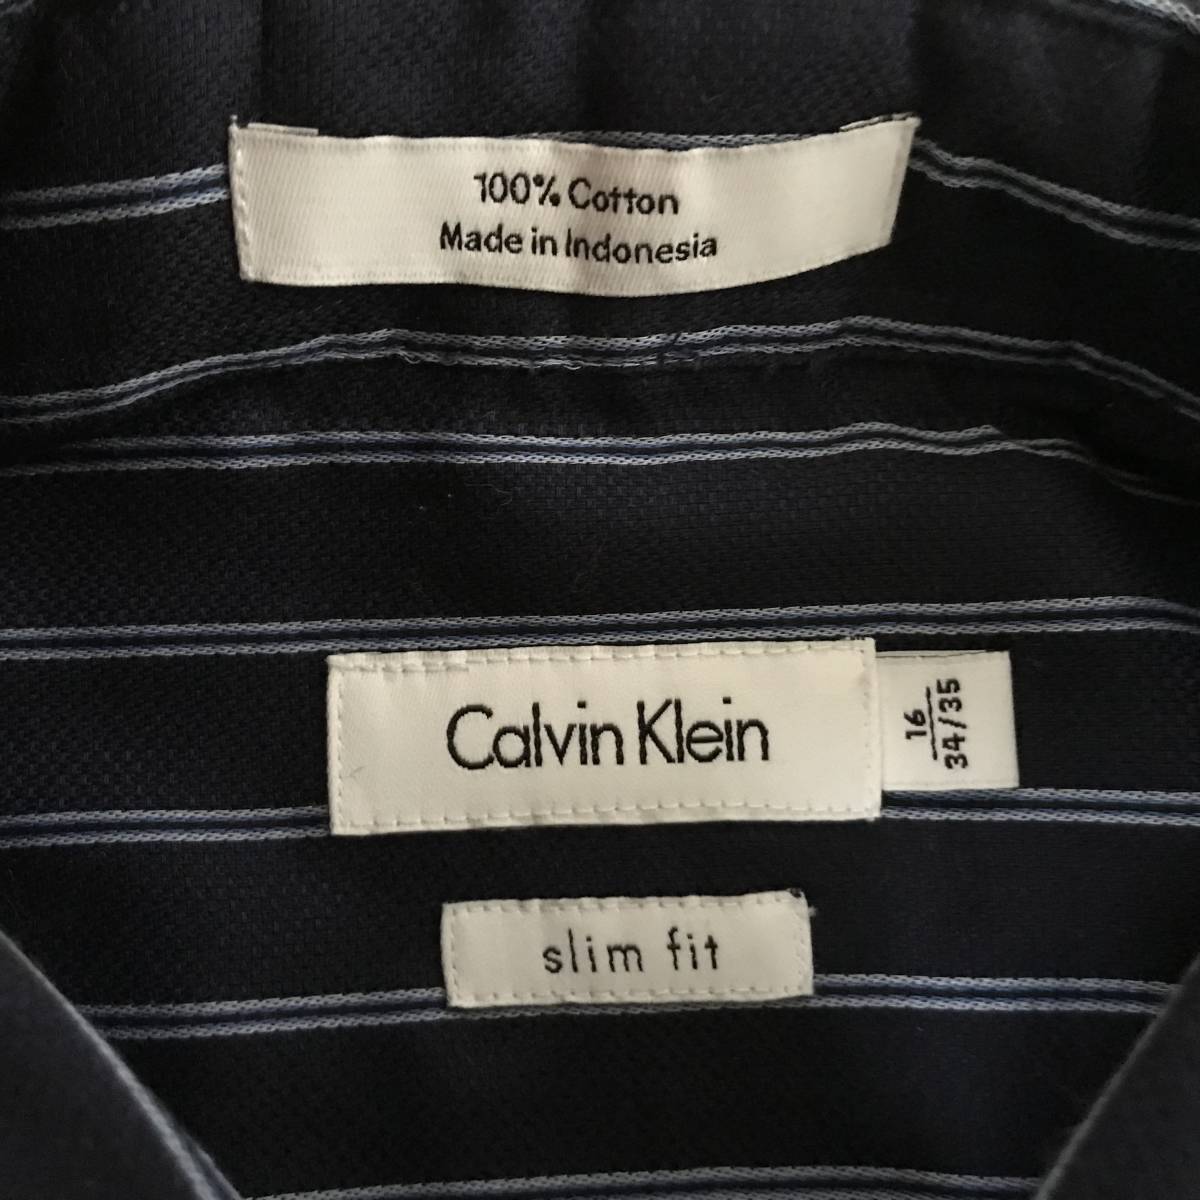 100% Cotton
Made in Indonesia
Calvin Klein
16
34/35
slim fit